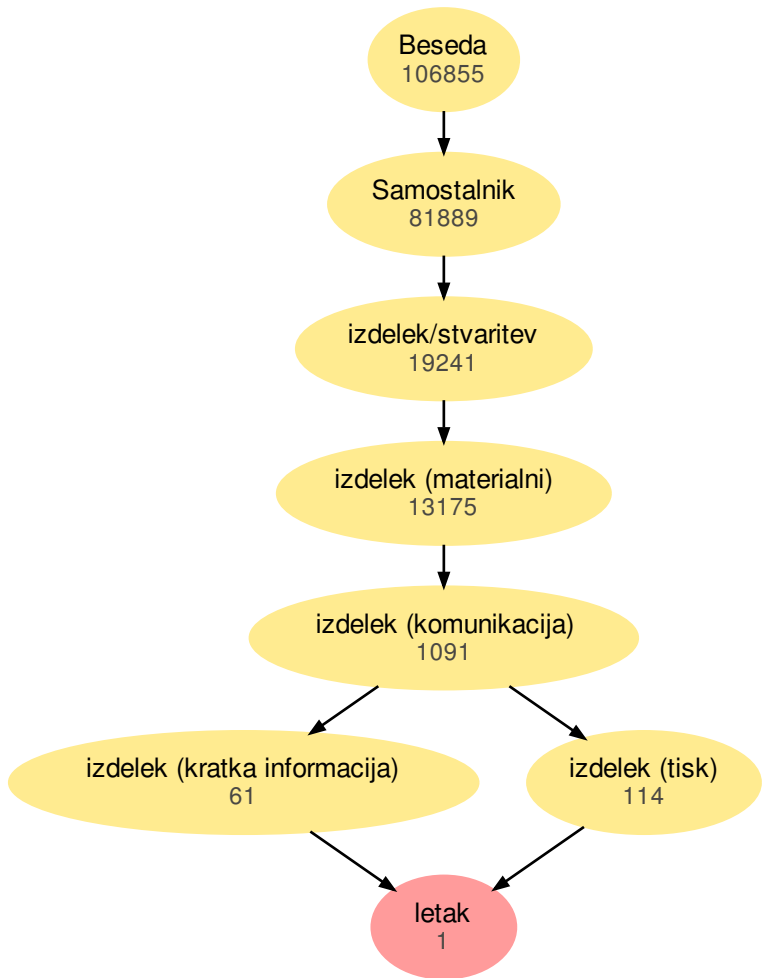 Beseda
106855
Samostalnik
81889
izdelek/stvaritev
19241
izdelek (materialni)
13175
izdelek (komunikacija)
1091
izdelek (kratka informacija)
61
izdelek (tisk)
114
letak
1